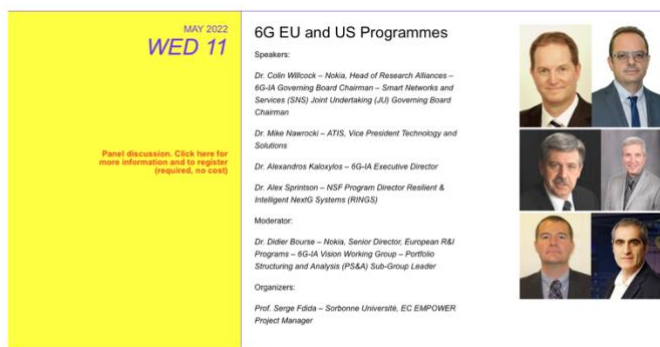 MAY 2022
WED 11
Panel discussion. Click here for
more information and to register
(required, no cost)
6G EU and US Programmes
Speakers:
Dr. Colin Willcock – Nokia, Head of Research Alliances –
6G-IA Governing Board Chairman – Smart Networks and
Services (SNS) Joint Undertaking (JU) Governing Board
Chairman
Dr. Mike Nawrocki – ATIS, Vice President Technology and
Solutions
Dr. Alexandros Kaloxylos – 6G-IA Executive Director
Dr. Alex Sprintson – NSF Program Director Resilient &
Intelligent NextG Systems (RINGS)
Moderator:
Dr. Didier Bourse – Nokia, Senior Director, European R&I
Programs – 6G-IA Vision Working Group – Portfolio
Structuring and Analysis (PS&A) Sub-Group Leader
Organizers:
Prof. Serge Fdida – Sorbonne Université, EC EMPOWER
Project Manager